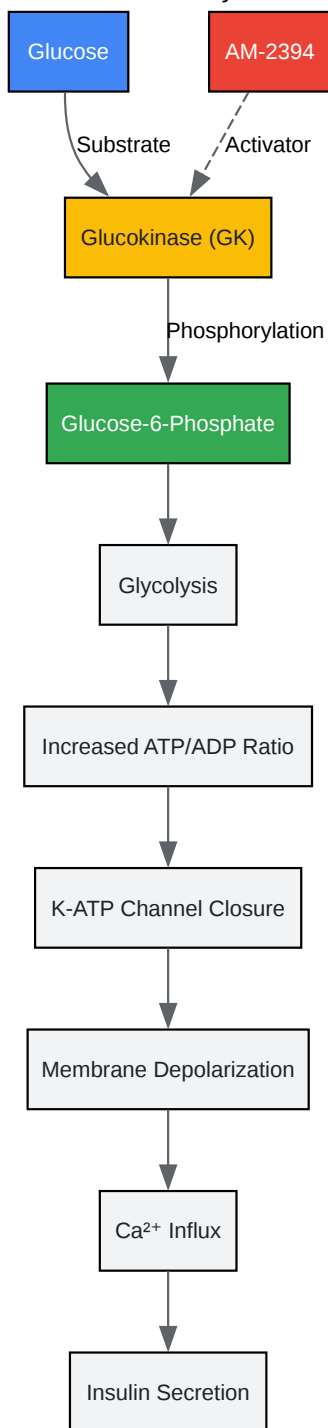 Glucose
AM-2394
Substrate
Activator
Glucokinase (GK)
Phosphorylation
Glucose-6-Phosphate
Glycolysis
Increased ATP/ADP Ratio
K-ATP Channel Closure
Membrane Depolarization
Ca²⁺ Influx
Insulin Secretion